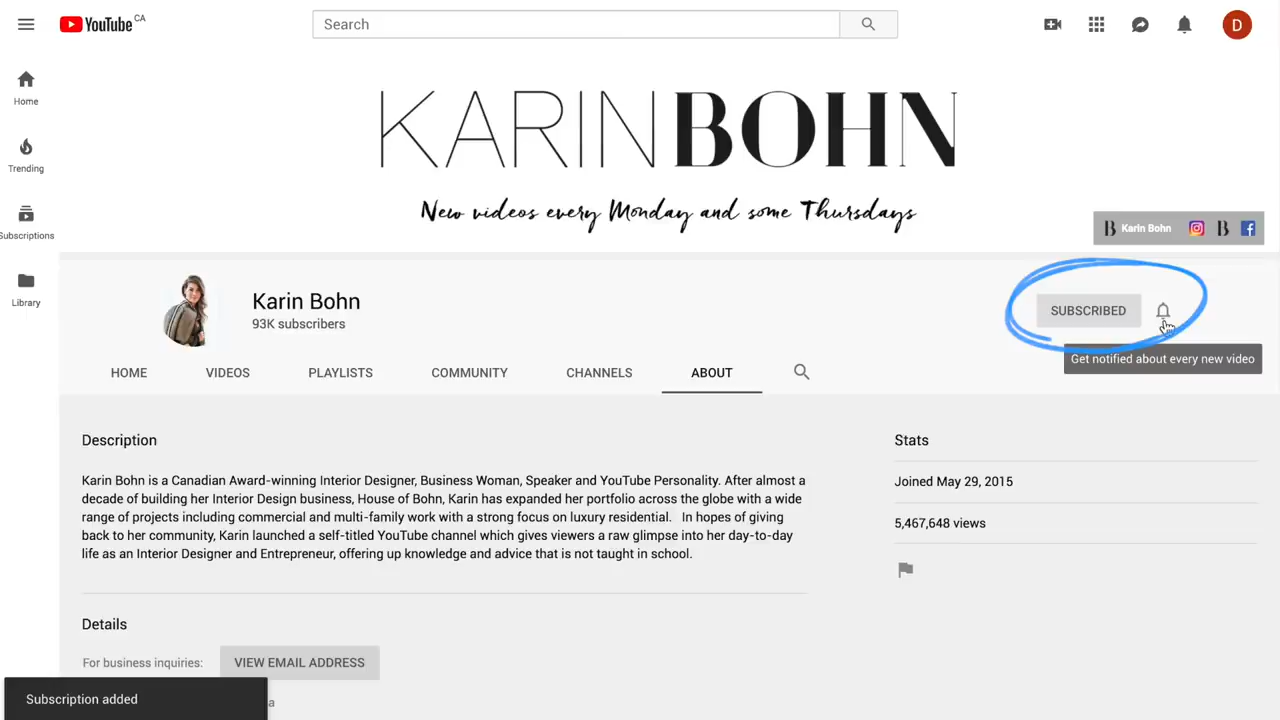 YouTube CA
Search
D
Home
Trending
Subscriptions
Library
KARIN BOHN
New videos every Monday and some Thursdays
B Karin Bohn B
Karin Bohn
93K subscribers
SUBSCRIBED
Get notified about every new video
HOME VIDEOS PLAYLISTS COMMUNITY CHANNELS ABOUT
Description
Karin Bohn is a Canadian Award-winning Interior Designer, Business Woman, Speaker and YouTube Personality. After almost a
decade of building her Interior Design business, House of Bohn, Karin has expanded her portfolio across the globe with a wide
range of projects including commercial and multi-family work with a strong focus on luxury residential. In hopes of giving
back to her community, Karin launched a self-titled YouTube channel which gives viewers a raw glimpse into her day-to-day
life as an Interior Designer and Entrepreneur, offering up knowledge and advice that is not taught in school.
Stats
Joined May 29, 2015
5,467,648 views
Details
For business inquiries: VIEW EMAIL ADDRESS
a
Subscription added